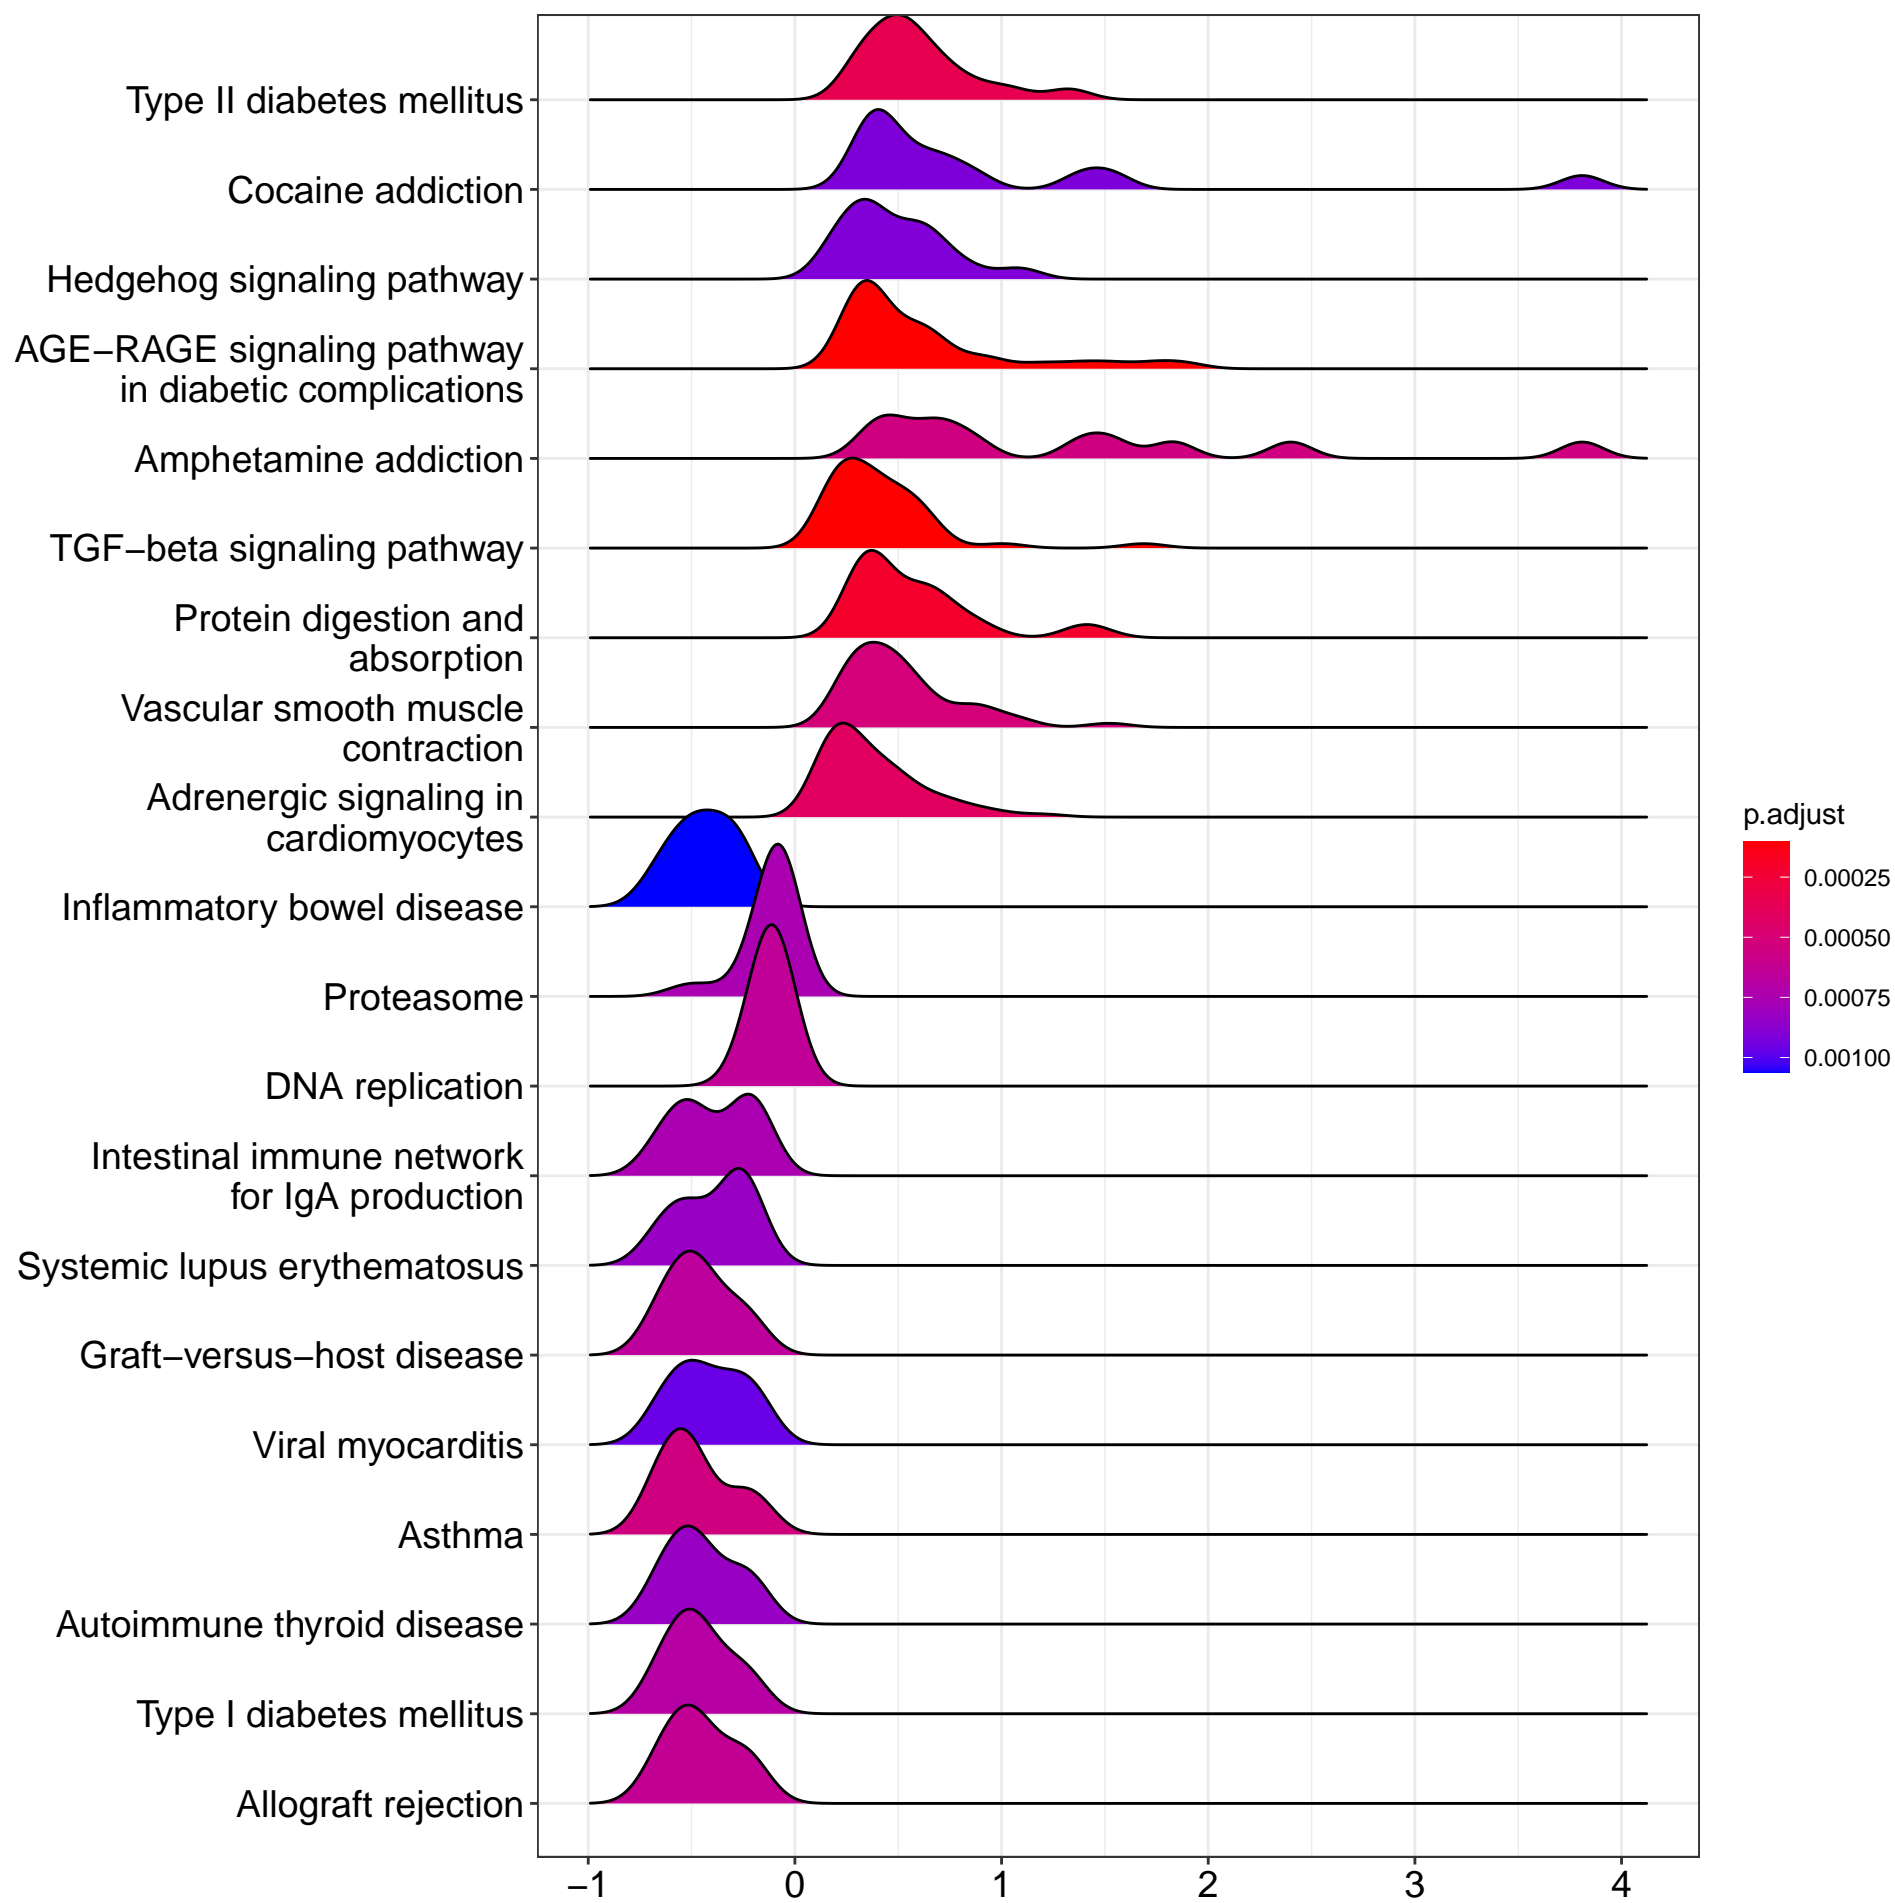 Type II diabetes mellitus
Cocaine addiction
Hedgehog signaling pathway
AGE−RAGE signaling pathway
in diabetic complications
Amphetamine addiction
TGF−beta signaling pathway
Protein digestion and
absorption
Vascular smooth muscle
contraction
Adrenergic signaling in
cardiomyocytes
Inflammatory bowel disease
Proteasome
DNA replication
Intestinal immune network
for IgA production
Systemic lupus erythematosus
Graft−versus−host disease
Viral myocarditis
Asthma
Autoimmune thyroid disease
Type I diabetes mellitus
Allograft rejection
−1 0 1 2 3 4
p.adjust
0.00025
0.00050
0.00075
0.00100